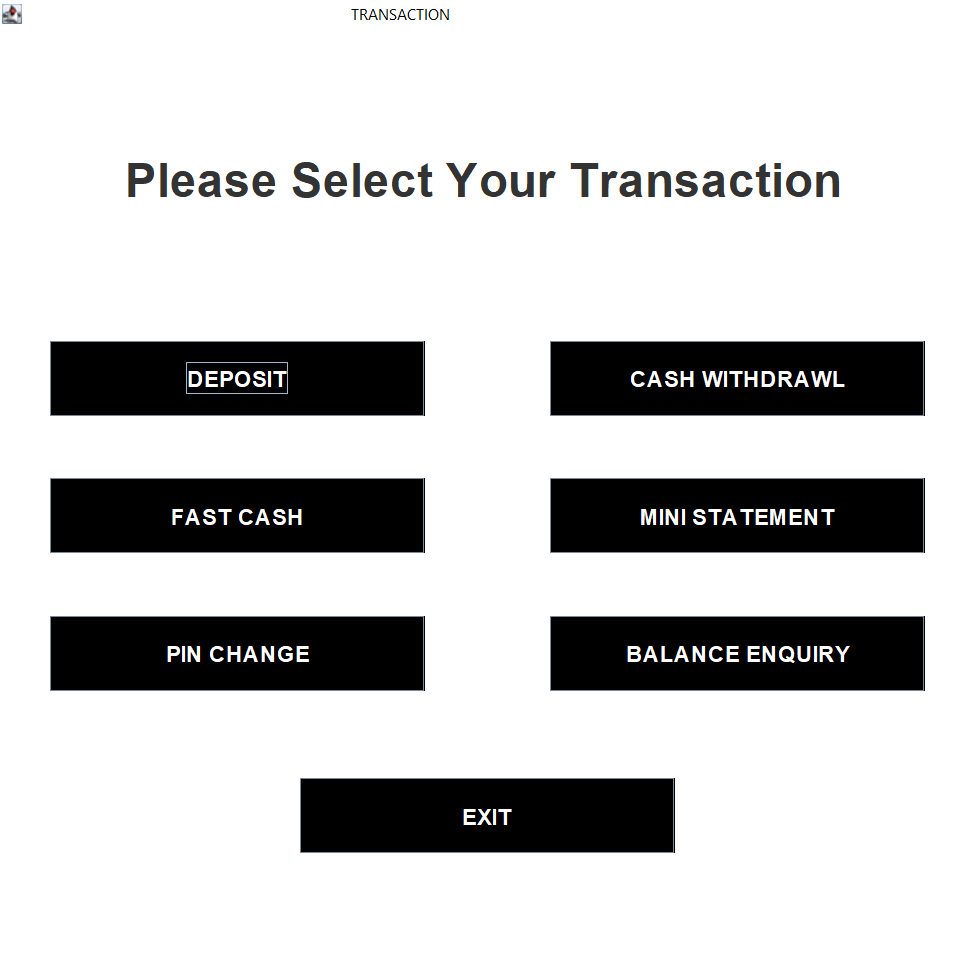 TRANSACTION
Please Select Your Transaction
DEPOSIT
CASH WITHDRAWL
FAST CASH
MINI STATEMENT
PIN CHANGE
BALANCE ENQUIRY
EXIT